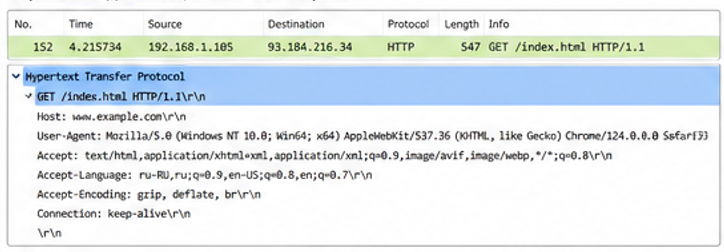 No. Time Source Destination Protocol Length Info
152 4.215734 192.168.1.105 93.184.216.34 HTTP 547 GET /index.html HTTP/1.1
Hypertext Transfer Protocol
GET /index.html HTTP/1.1\r\n
Host: www.example.com\r\n
User-Agent: Mozilla/5.0 (Windows NT 10.0; Win64; x64) AppleWebKit/537.36 (KHTML, like Gecko) Chrome/124.0.0.0
Accept: text/html,application/xhtml+xml,application/xml;q=0.9,image/avif,image/webp,*/*;q=0.8\r\n
Accept-Language: ru-RU,ru;q=0.9,en-US;q=0.8,en;q=0.7\r\n
Accept-Encoding: grip, deflate, br\r\n
Connection: keep-alive\r\n
\r\n